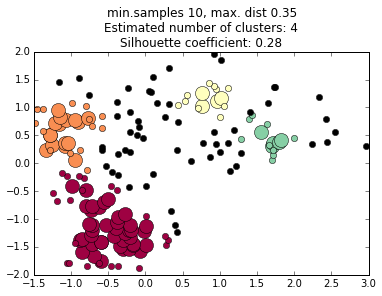 min.samples 10, max. dist 0.35
Estimated number of clusters: 4
Silhouette coefficient: 0.28
2.0
1.5
1.0
0.5
0.0
−0.5
−1.0
−1.5
−2.0
−1.5 −1.0 −0.5 0.0 0.5 1.0 1.5 2.0 2.5 3.0